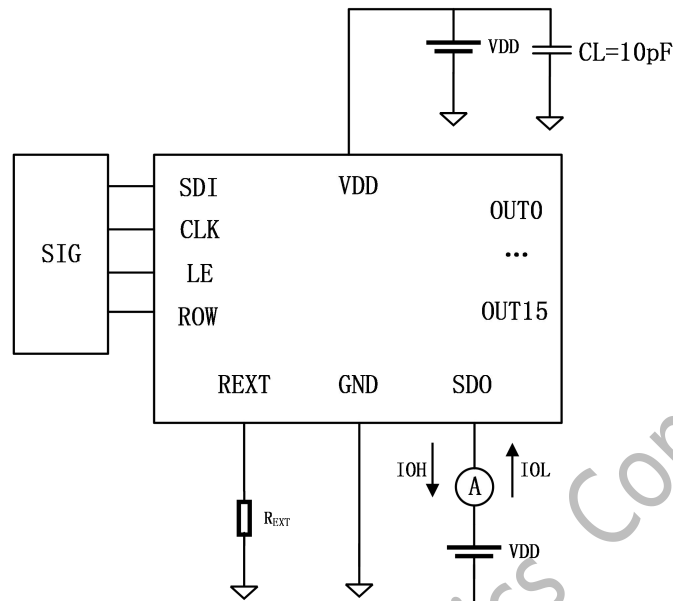 VDD
CL=10pF
SDI
VDD
OUT0
CLK
SIG
...
LE
ROW
OUT15
REXT
GND
SDO
IOH
A
IOL
REXT
VDD